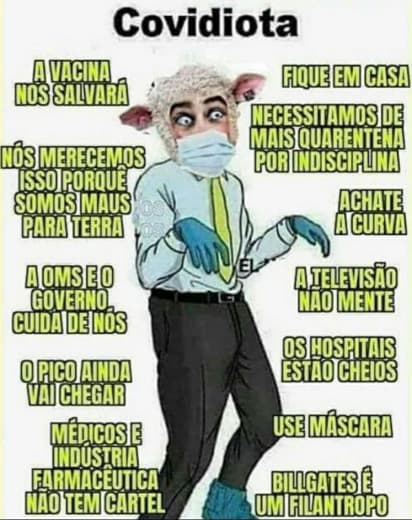 Covidiota
A VACINA
NOS SALVARÁ
NÓS MERECEMOS
ISSO PORQUE
SOMOS MAUS
PARA TERRA
A OMS E O
GOVERNO,
CUIDA DE NÓS
O PICO AINDA
VAI CHEGAR
MÉDICOS E
INDÚSTRIA
FARMACÊUTICA
NÃO TEM CARTEL
FIQUE EM CASA
NECESSITAMOS DE
MAIS QUARENTENA
POR INDISCIPLINA
ACHATE
A CURVA
A TELEVISÃO
NÃO MENTE
OS HOSPITAIS
ESTÃO CHEIOS
USE MÁSCARA
BILLGATES É
UM FILANTROPO